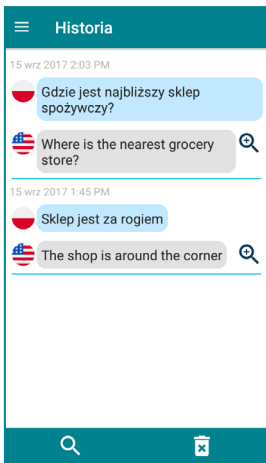 Historia
15 wrz 2017 2:03 PM
Gdzie jest najbliższy sklep
spożywczy?
Where is the nearest grocery
store?
15 wrz 2017 1:45 PM
Sklep jest za rogiem
The shop is around the corner